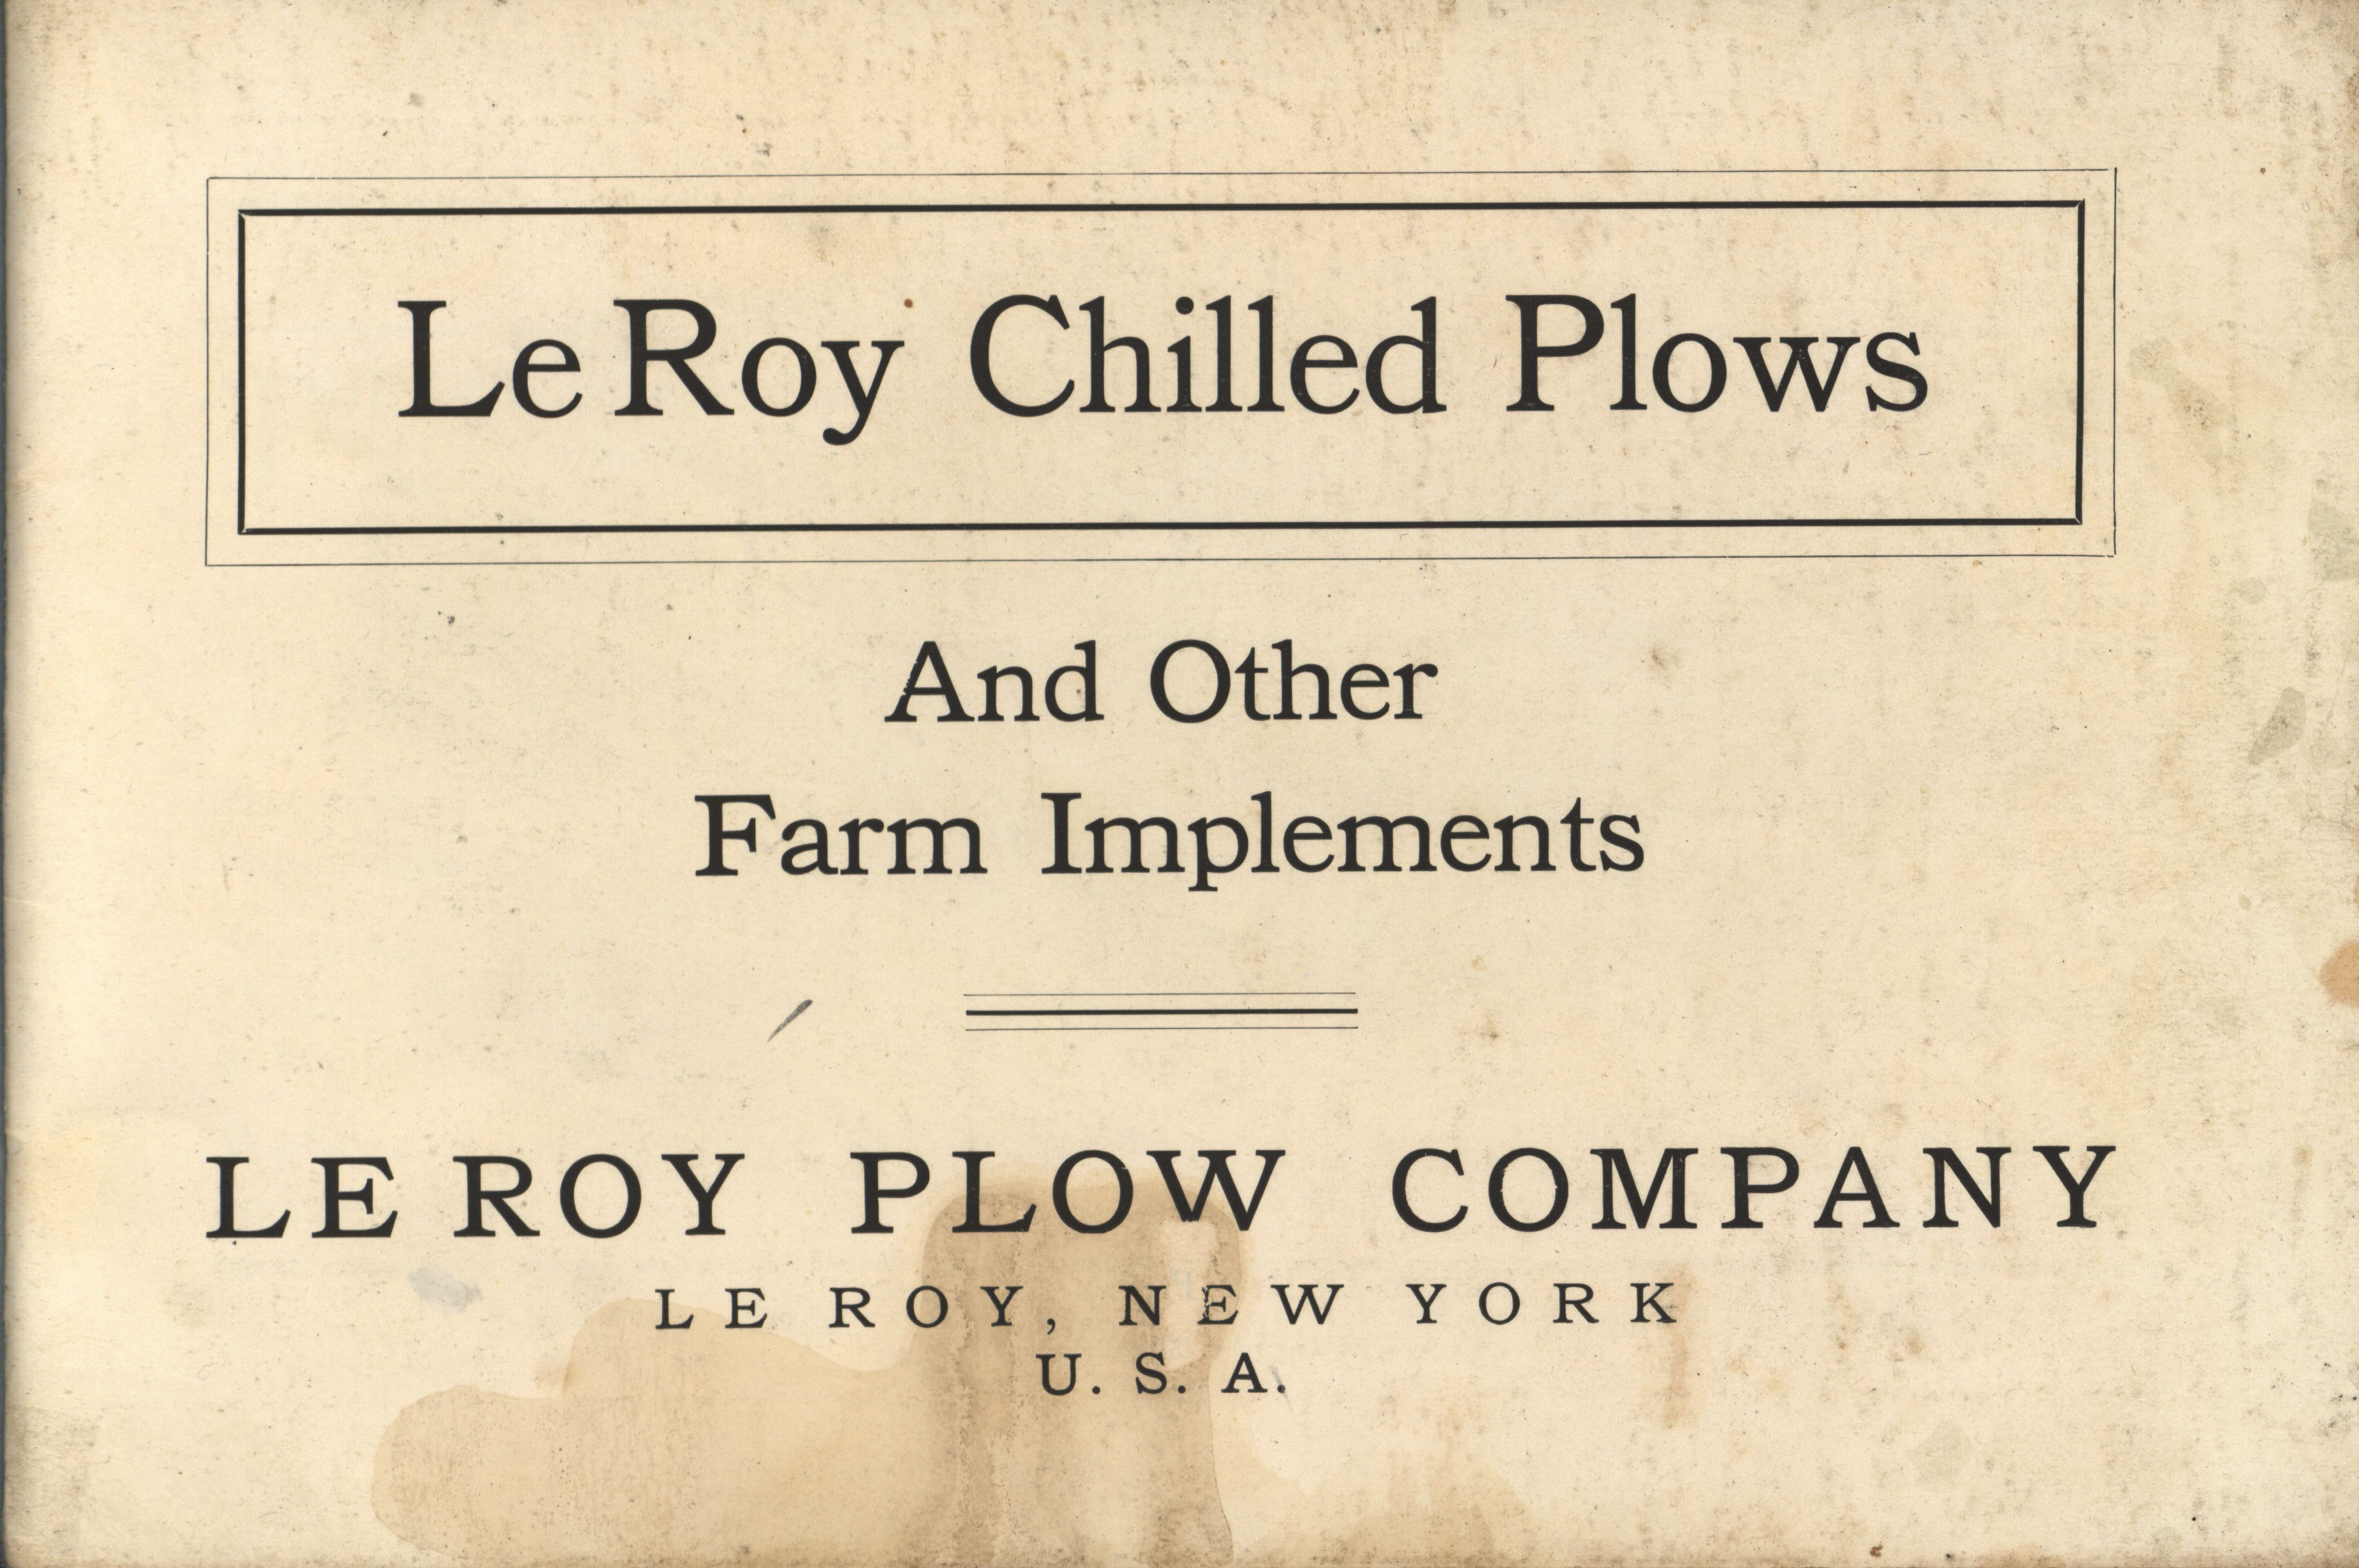 Le Roy Chilled Plows
And Other
Farm Implements
LE ROY PLOW COMPANY
LE ROY, NEW YORK
U. S. A.